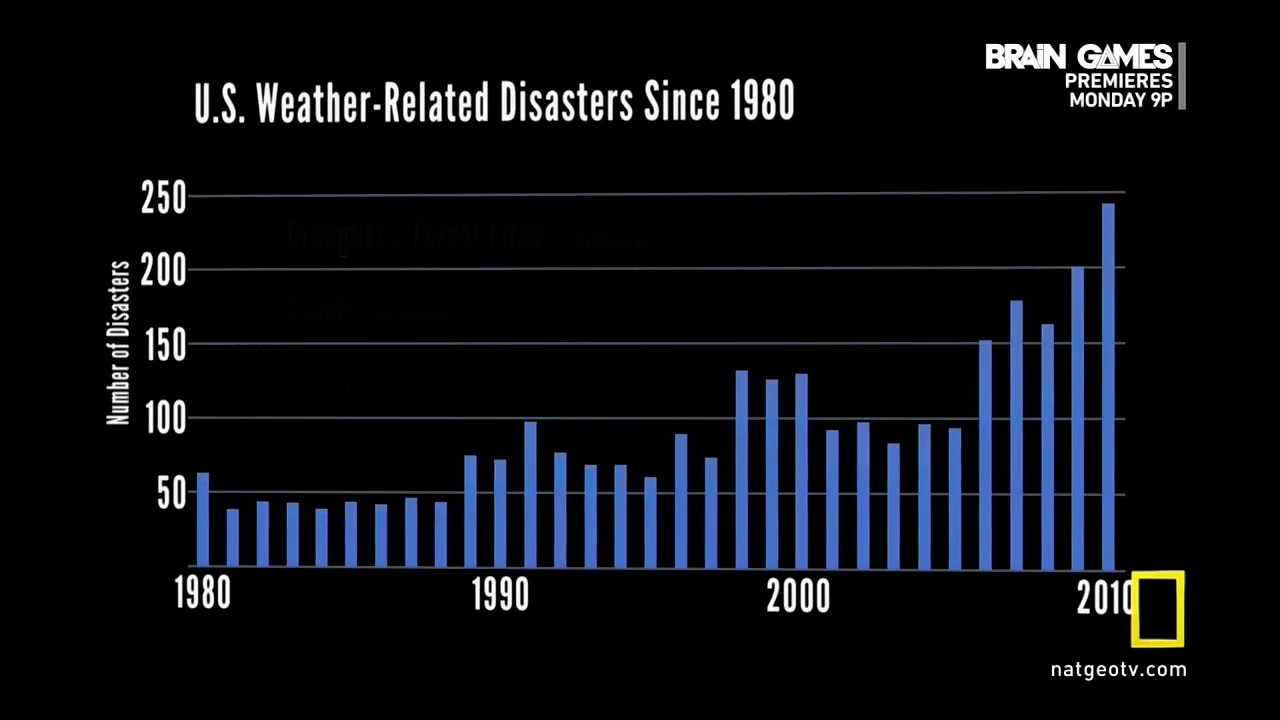 BRAIN GAMES
PREMIERES
MONDAY 9P
U.S. Weather-Related Disasters Since 1980
250
200
150
100
50
Number of Disasters
1980
1990
2000
2010
natgeotv.com